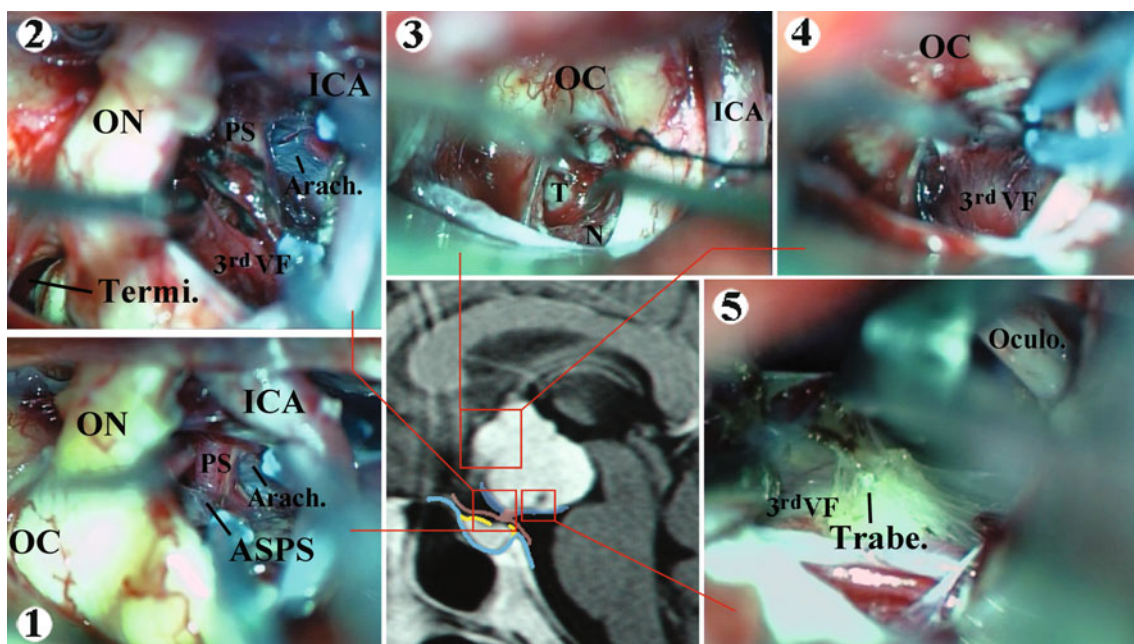 2
ICA
ON
PS
Arach.
3rd VF
Termi.
3
OC
ICA
T
N
4
OC
3rd VF
ON
ICA
PS
Arach.
OC
ASPS
1
5
Oculo.
3rd VF
Trabe.